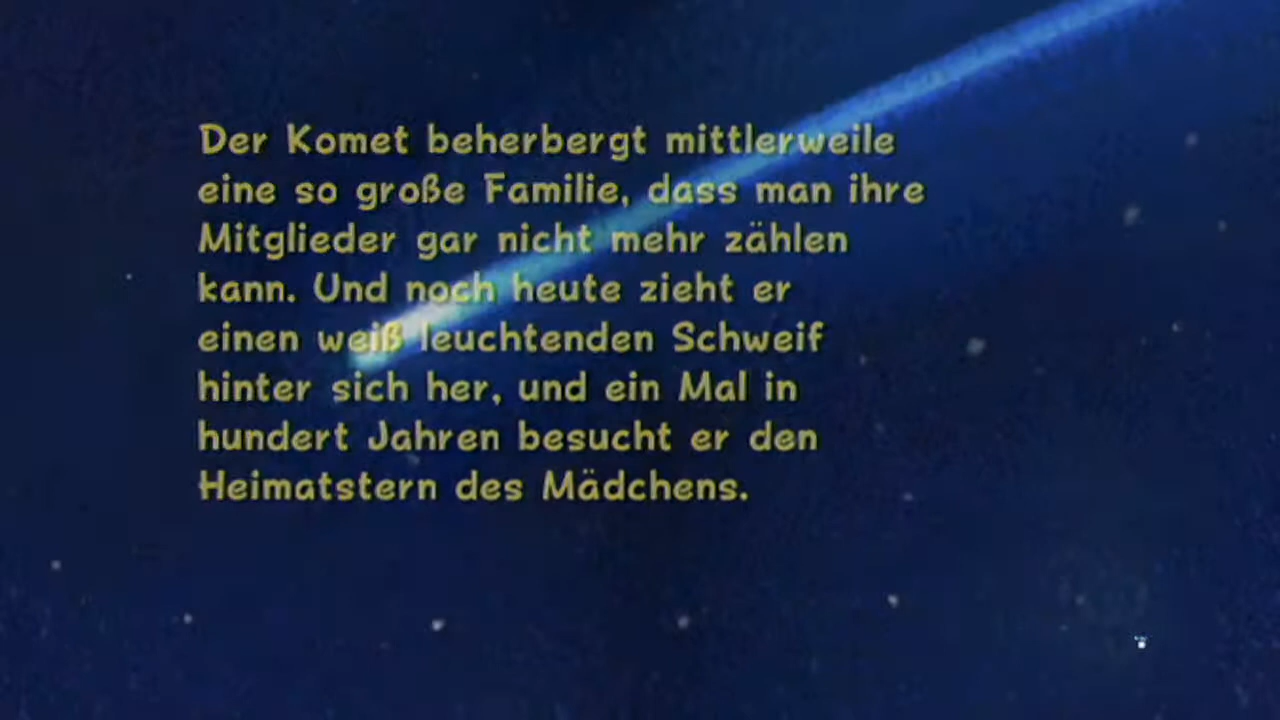 Der Komet beherbergt mittlerweile
eine so große Familie, dass man ihre
Mitglieder gar nicht mehr zählen
kann. Und noch heute zieht er
einen weiß leuchtenden Schweif
hinter sich her, und ein Mal in
hundert Jahren besucht er den
Heimatstern des Mädchens.